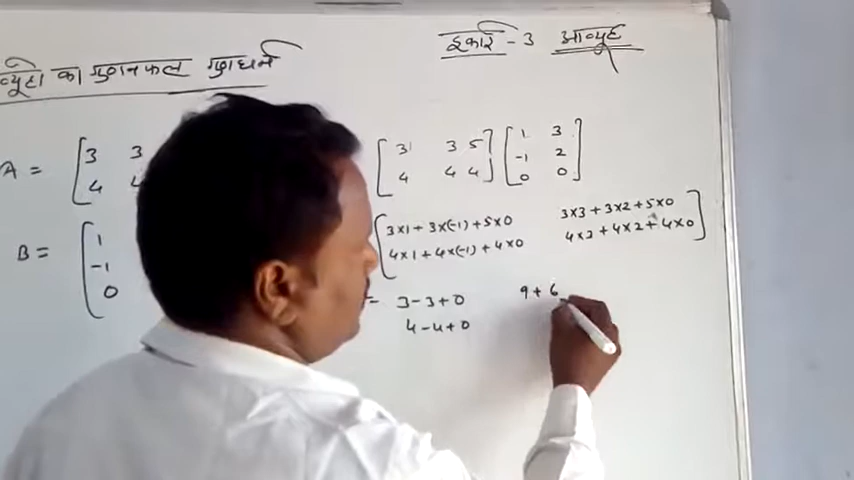 इकाई - 3 आव्यूह
का गुणनफल गुणधर्म
A = [3 3
4 4
B = [1
-1
0
[3 3 5] [1 3]
4 4 4 -1 2
0 0
[3×1 + 3×(-1) + 5×0 3×3 + 3×2 + 5×0]
4×1 + 4×(-1) + 4×0 4×3 + 4×2 + 4×0
= 3 - 3 + 0 9 + 6
4 - 4 + 0